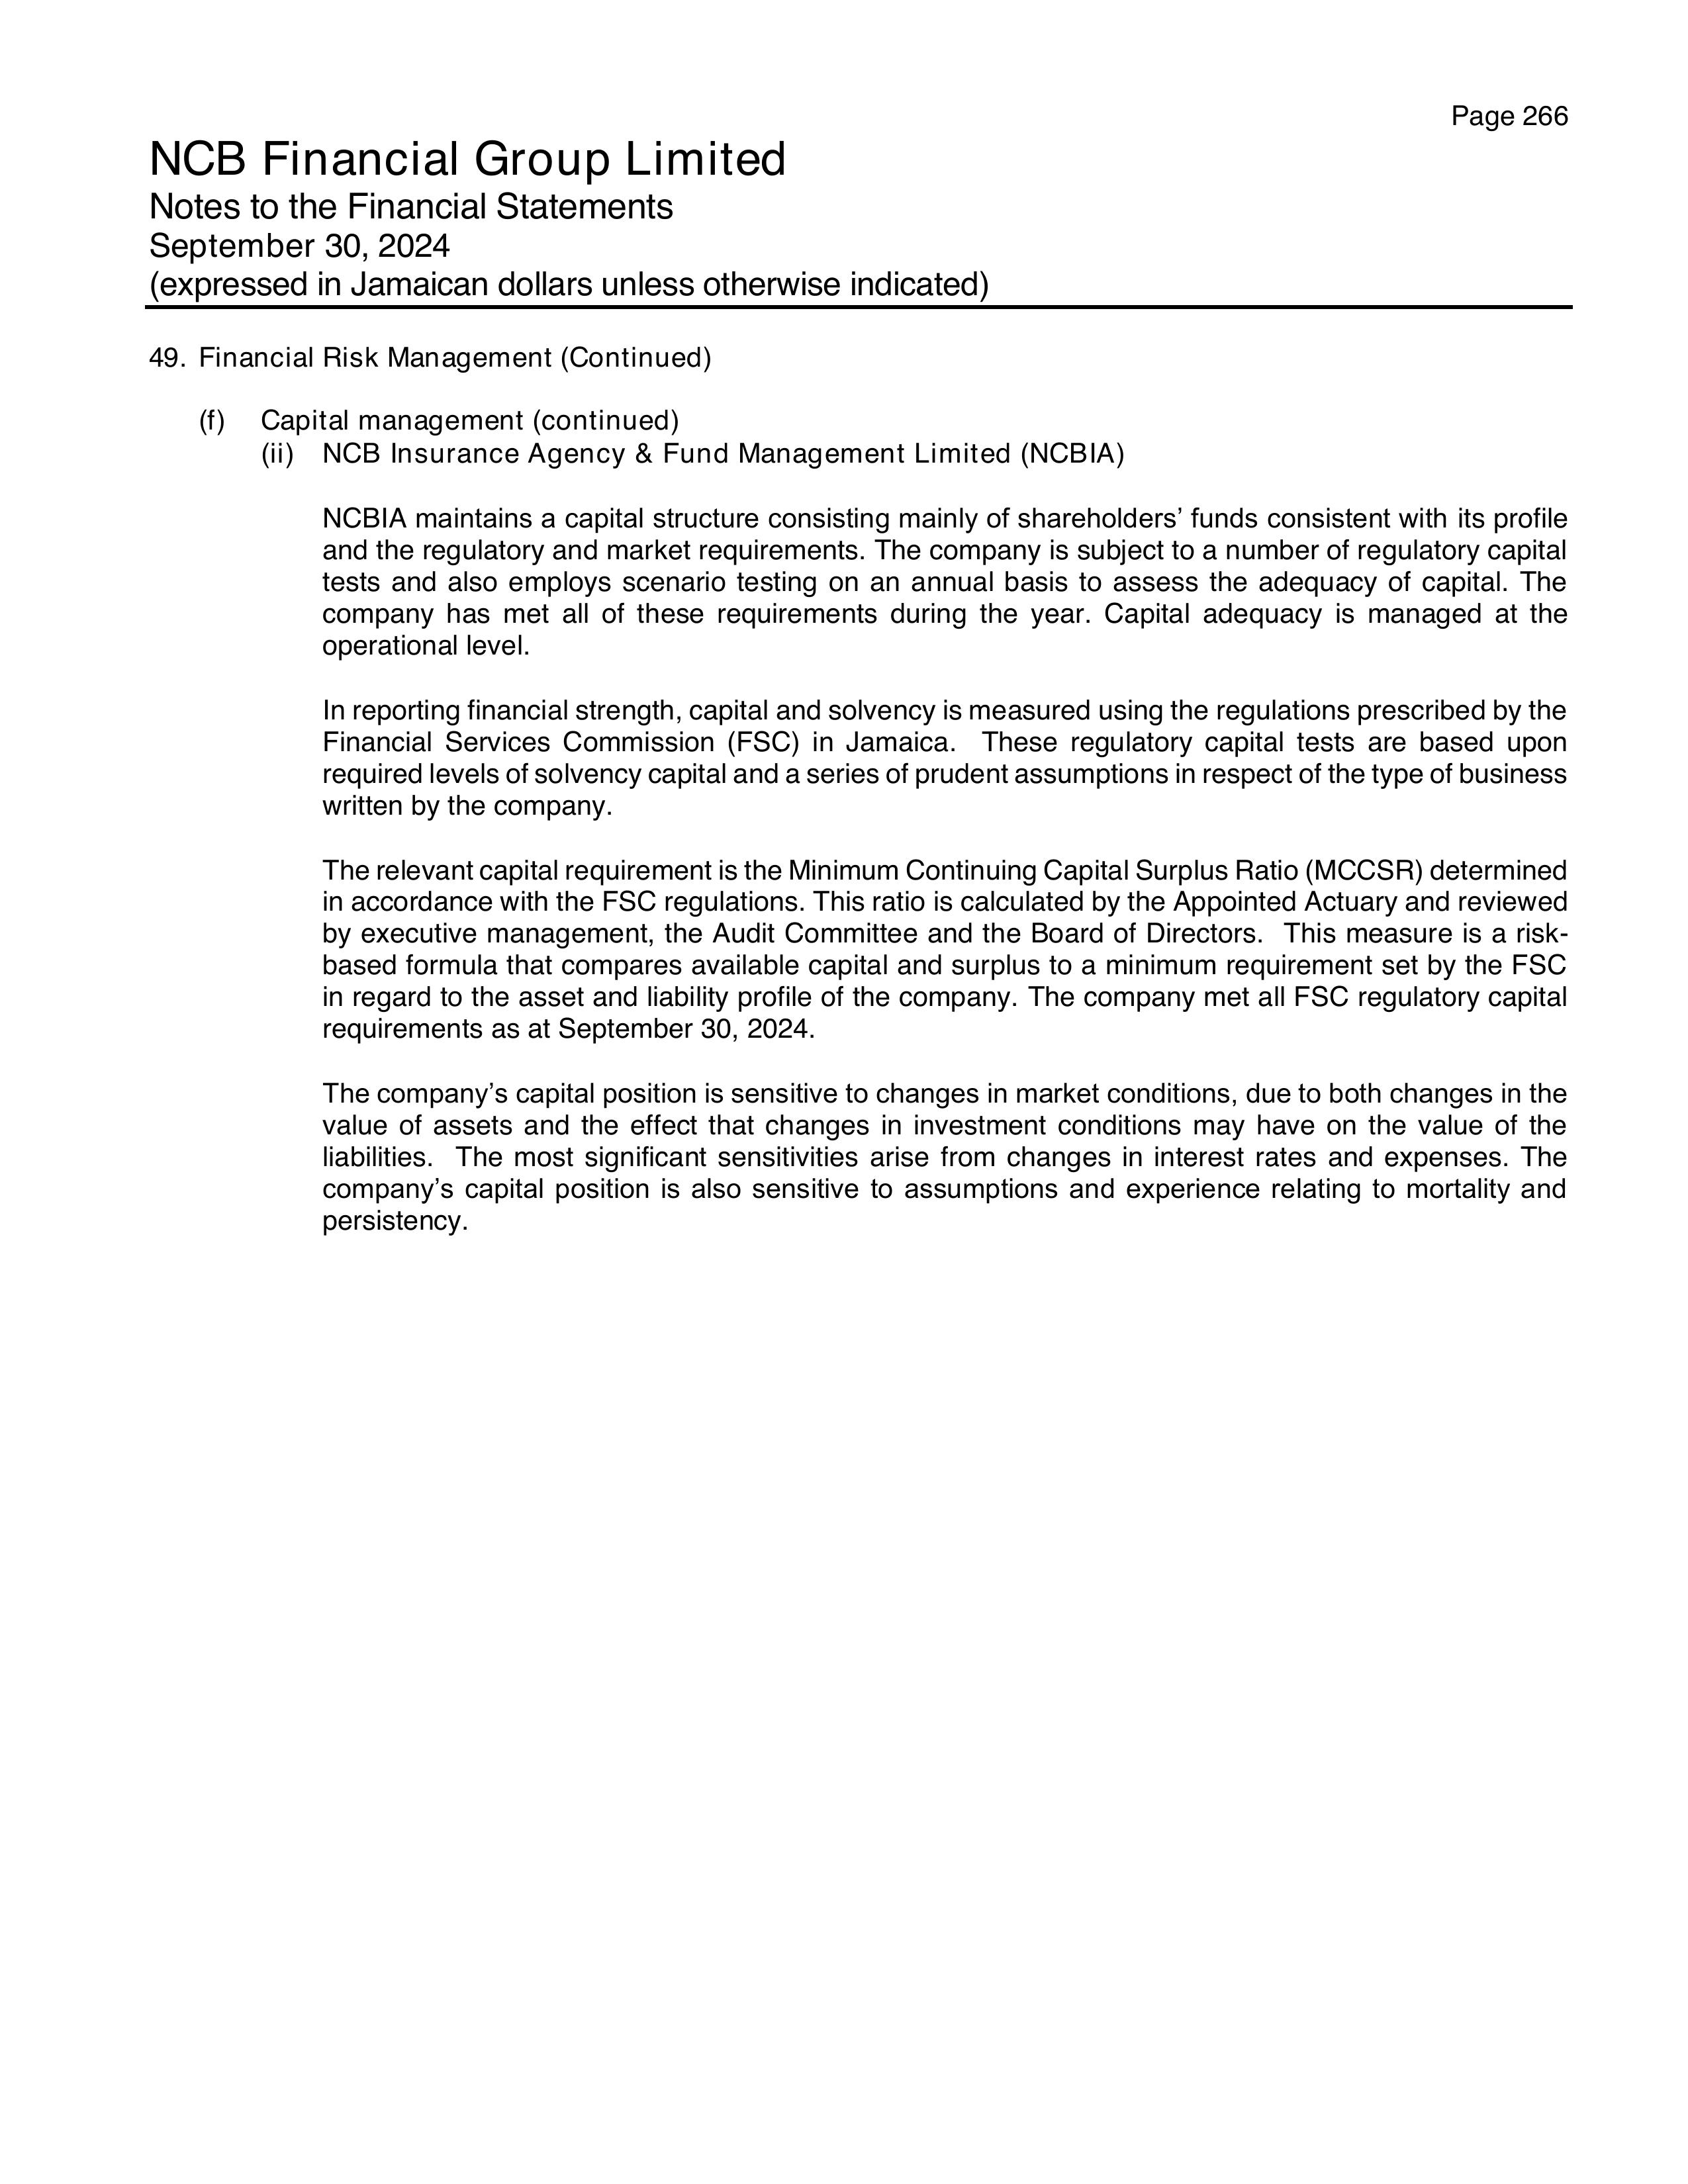 Page 266
NCB Financial Group Limited
Notes to the Financial Statements
September 30, 2024
(expressed in Jamaican dollars unless otherwise indicated)
49. Financial Risk Management (Continued)
(f) Capital management (continued)
(ii) NCB Insurance Agency & Fund Management Limited (NCBIA)
NCBIA maintains a capital structure consisting mainly of shareholders’ funds consistent with its profile
and the regulatory and market requirements. The company is subject to a number of regulatory capital
tests and also employs scenario testing on an annual basis to assess the adequacy of capital. The
company has met all of these requirements during the year. Capital adequacy is managed at the
operational level.
In reporting financial strength, capital and solvency is measured using the regulations prescribed by the
Financial Services Commission (FSC) in Jamaica. These regulatory capital tests are based upon
required levels of solvency capital and a series of prudent assumptions in respect of the type of business
written by the company.
The relevant capital requirement is the Minimum Continuing Capital Surplus Ratio (MCCSR) determined
in accordance with the FSC regulations. This ratio is calculated by the Appointed Actuary and reviewed
by executive management, the Audit Committee and the Board of Directors. This measure is a risk-
based formula that compares available capital and surplus to a minimum requirement set by the FSC
in regard to the asset and liability profile of the company. The company met all FSC regulatory capital
requirements as at September 30, 2024.
The company’s capital position is sensitive to changes in market conditions, due to both changes in the
value of assets and the effect that changes in investment conditions may have on the value of the
liabilities. The most significant sensitivities arise from changes in interest rates and expenses. The
company’s capital position is also sensitive to assumptions and experience relating to mortality and
persistency.